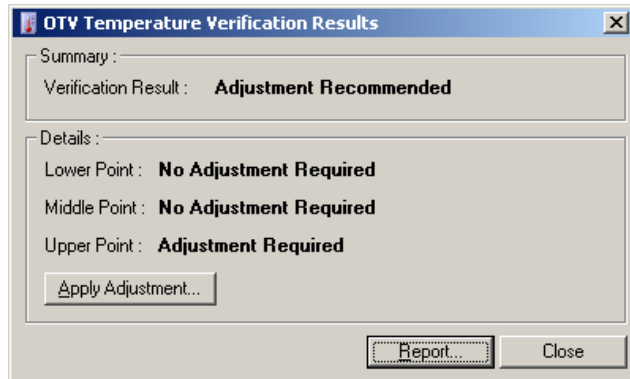 OTV Temperature Verification Results
Summary :
Verification Result : Adjustment Recommended
Details :
Lower Point : No Adjustment Required
Middle Point : No Adjustment Required
Upper Point : Adjustment Required
Apply Adjustment...
Report... Close